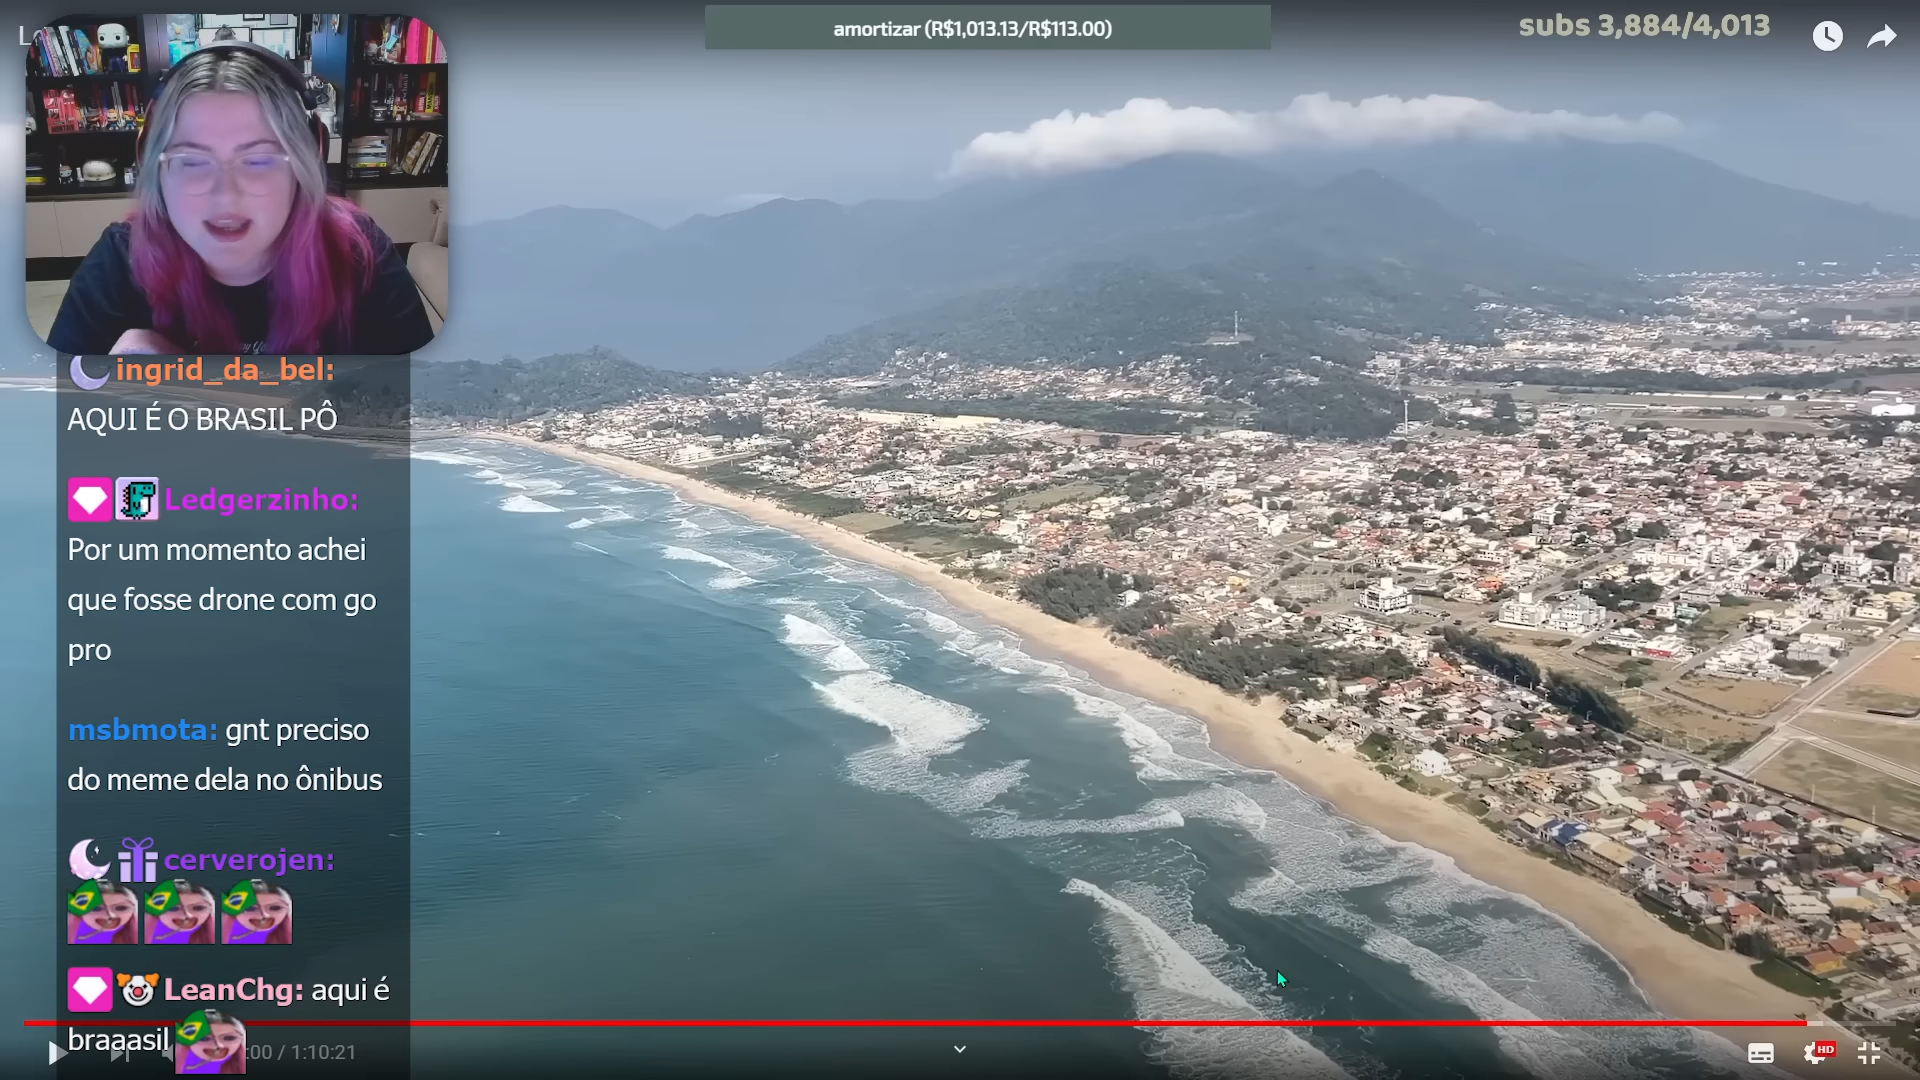 L
amortizar (R$1,013.13/R$113.00)
subs 3,884/4,013
ingrid_da_bel:
AQUI É O BRASIL PÔ
Ledgerzinho:
Por um momento achei
que fosse drone com go
pro
msbmota: gnt preciso
do meme dela no ônibus
cerverojen:
LeanChg: aqui é
braaasil
:00 / 1:10:21
HD